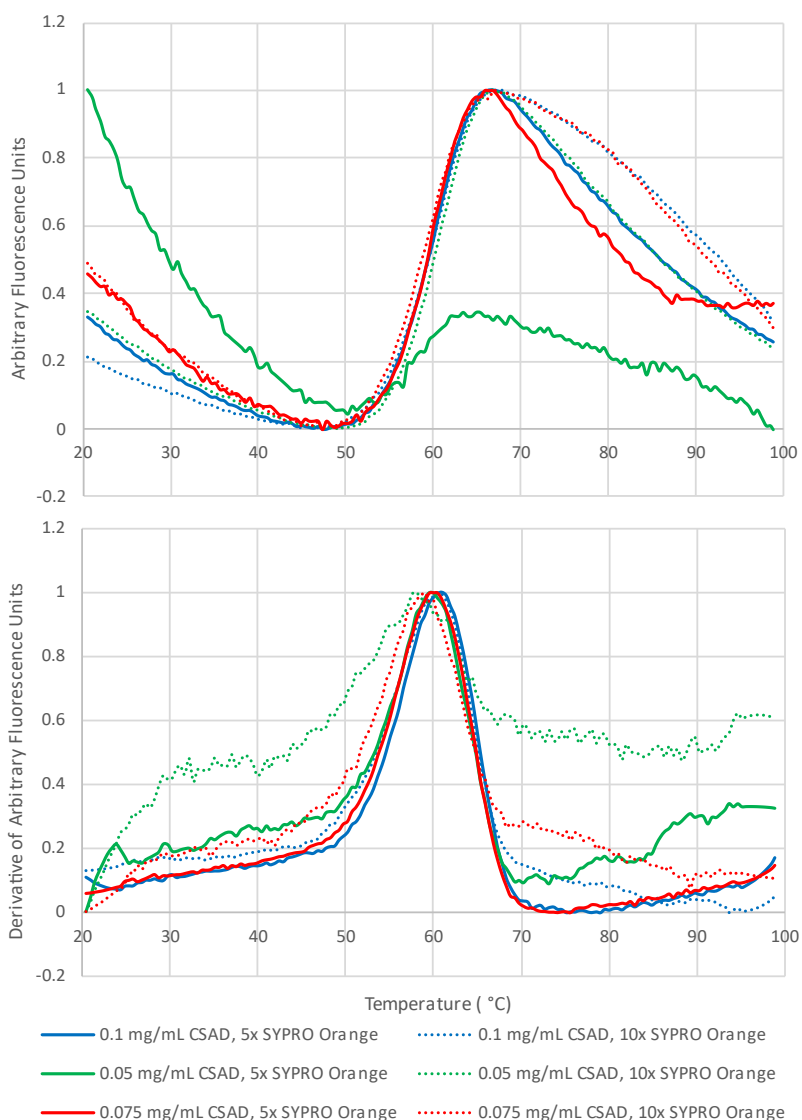 1.2
1
0.8
0.6
0.4
0.2
0
-0.2
Arbitrary Fluorescence Units
20 30 40 50 60 70 80 90 100
1.2
1
0.8
0.6
0.4
0.2
0
-0.2
Derivative of Arbitrary Fluorescence Units
20 30 40 50 60 70 80 90 100
Temperature ( °C)
0.1 mg/mL CSAD, 5x SYPRO Orange 0.1 mg/mL CSAD, 10x SYPRO Orange
0.05 mg/mL CSAD, 5x SYPRO Orange 0.05 mg/mL CSAD, 10x SYPRO Orange
0.075 mg/mL CSAD, 5x SYPRO Orange 0.075 mg/mL CSAD, 10x SYPRO Orange